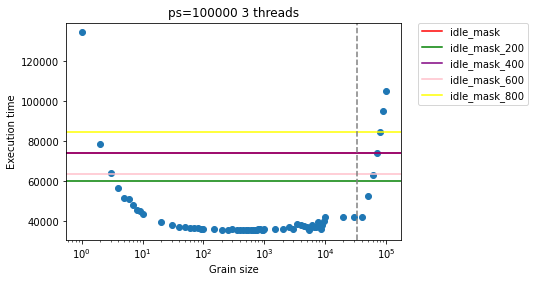 ps=100000 3 threads
Execution time
120000
100000
80000
60000
40000
10⁰
10¹
10²
10³
10⁴
10⁵
Grain size
idle_mask
idle_mask_200
idle_mask_400
idle_mask_600
idle_mask_800